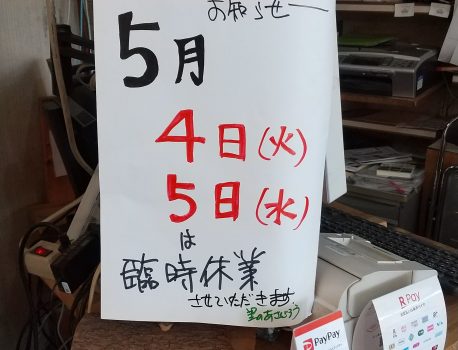 お知らせ
5月
4日(火)
5日(水)
は
臨時休業
させていただきます
PayPay
R Pay